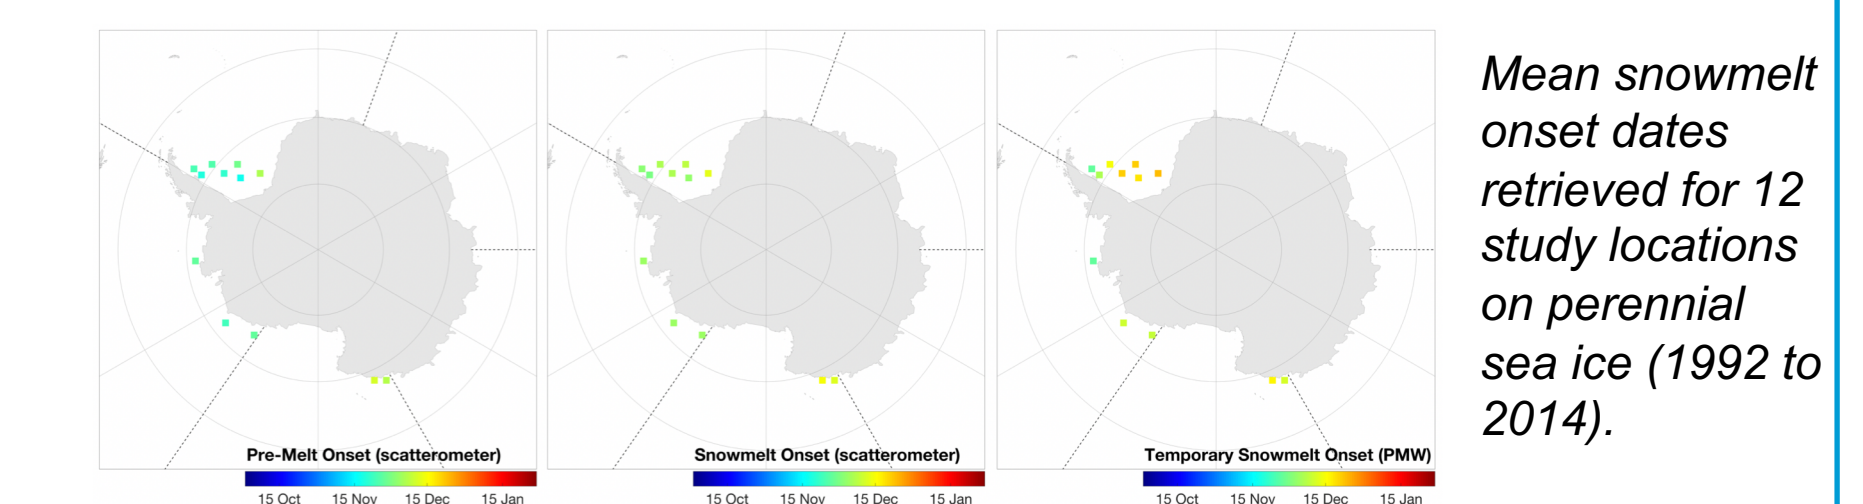 Mean snowmelt
onset dates
retrieved for 12
study locations
on perennial
sea ice (1992 to
2014).
Pre-Melt Onset (scatterometer)
15 Oct 15 Nov 15 Dec 15 Jan
Snowmelt Onset (scatterometer)
15 Oct 15 Nov 15 Dec 15 Jan
Temporary Snowmelt Onset (PMW)
15 Oct 15 Nov 15 Dec 15 Jan